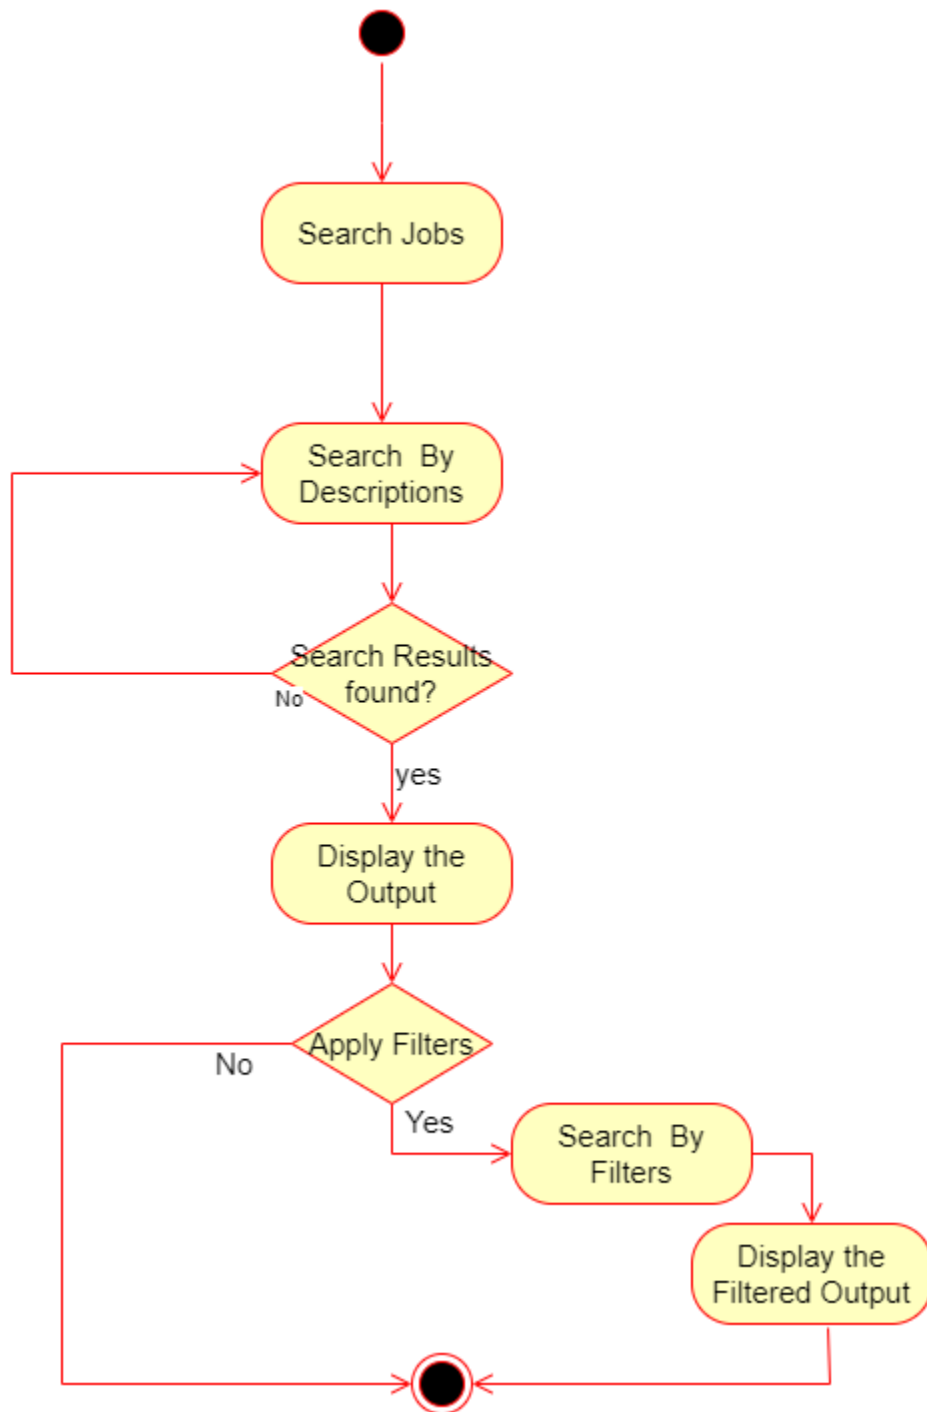 Search Jobs
Search By
Descriptions
Search Results
found?
No
yes
Display the
Output
Apply Filters
No
Yes
Search By
Filters
Display the
Filtered Output